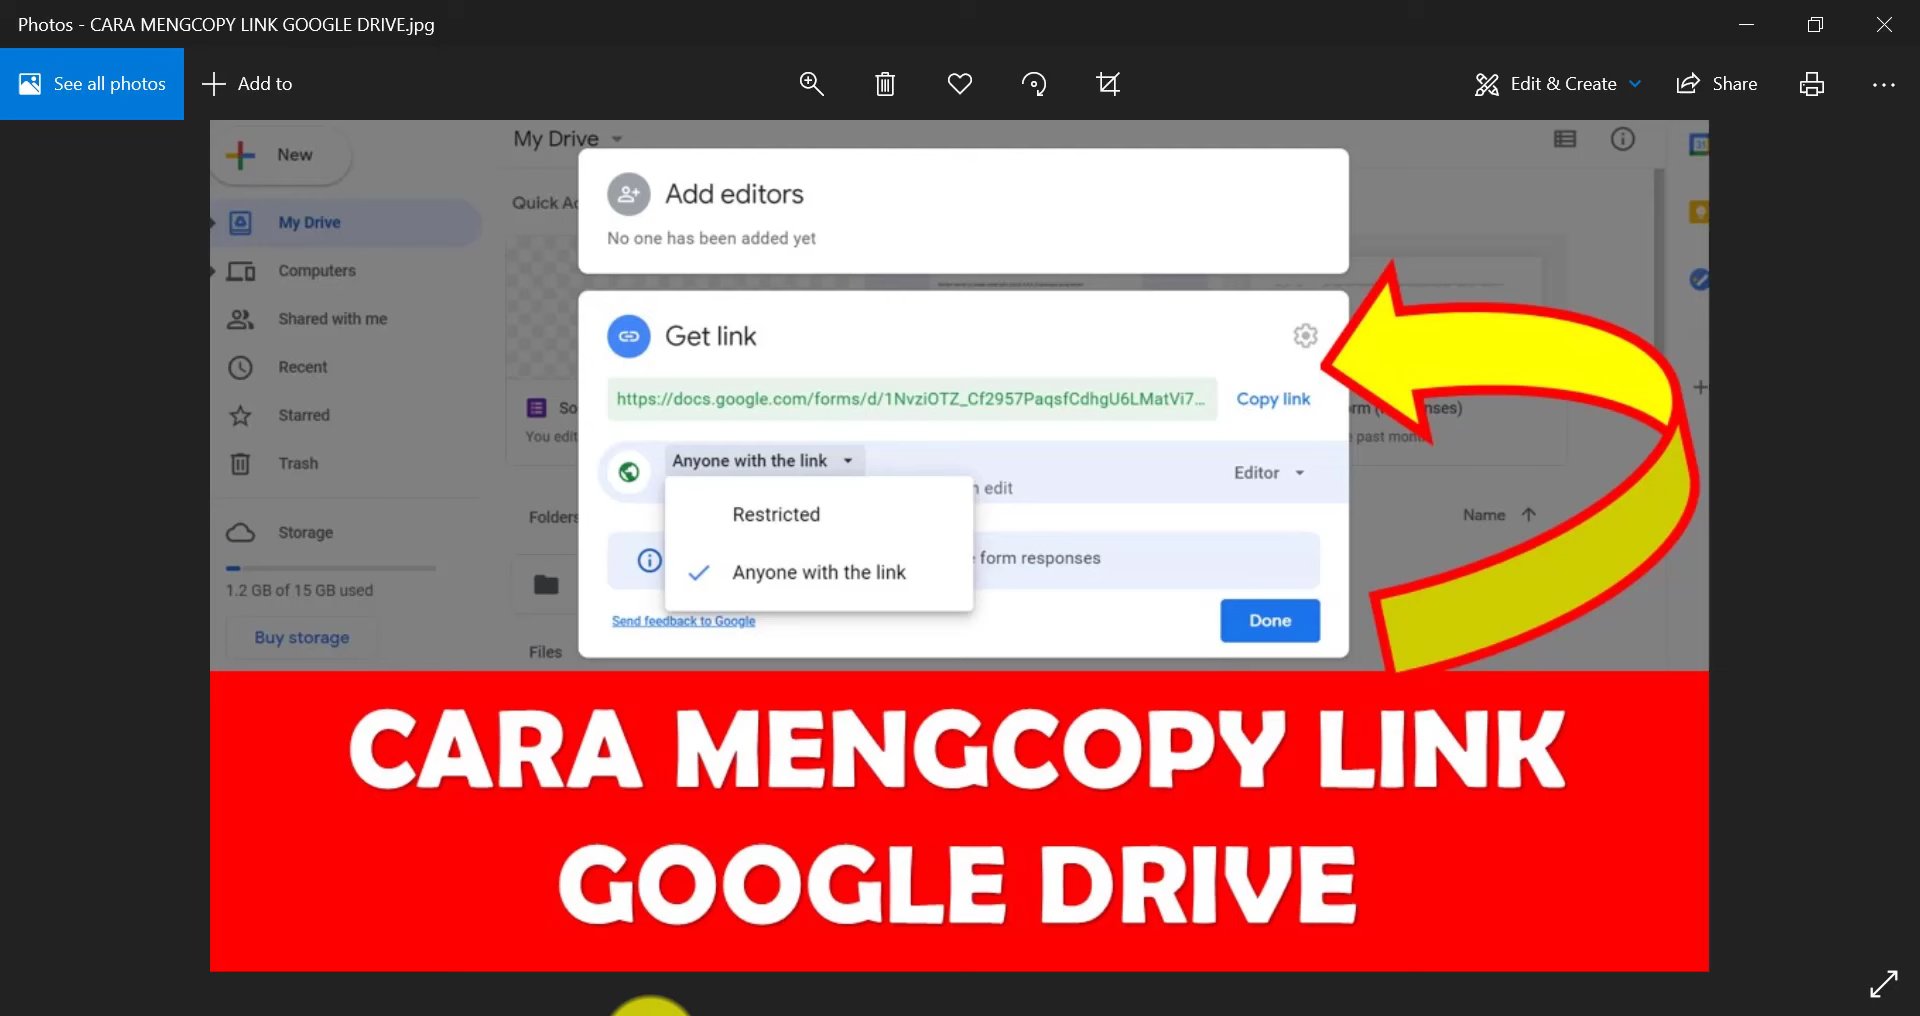 Photos - CARA MENGCOPY LINK GOOGLE DRIVE.jpg
See all photos
Add to
Edit & Create
Share
New
My Drive
My Drive
Computers
Shared with me
Recent
Starred
Trash
Storage
1.2 GB of 15 GB used
Buy storage
Quick
So
You edit
Folders
Files
Add editors
No one has been added yet
Get link
https://docs.google.com/forms/d/1NvziOTZ_Cf2957PaqsfCdhgU6LMatVi7...
Copy link
Anyone with the link
edit
Editor
Restricted
Anyone with the link
form responses
Send feedback to Google
Done
past month
Name
CARA MENGCOPY LINK
GOOGLE DRIVE